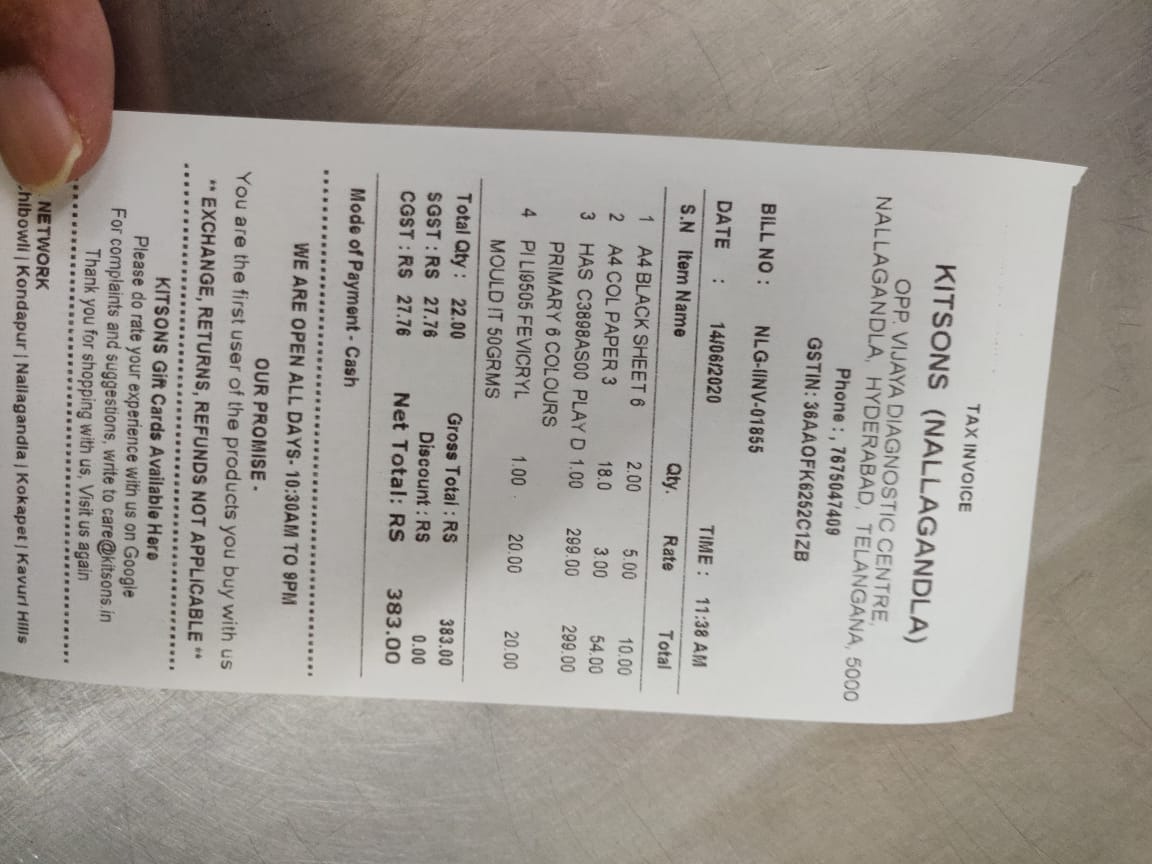 TAX INVOICE
KITSONS (NALLAGANDLA)
OPP. VIJAYA DIAGNOSTIC CENTRE,
NALLAGANDLA, HYDERABAD, TELANGANA, 5000
Phone : , 7675047409
GSTIN: 36AAOFK6252C1ZB
BILL NO : NLG-IINV-01855
DATE : 14/06/2020 TIME : 11:38 AM
S.N Item Name Qty. Rate Total
1 A4 BLACK SHEET 6 2.00 5.00 10.00
2 A4 COL PAPER 3 18.0 3.00 54.00
3 HAS C3898AS00 PLAY D 1.00 299.00 299.00
PRIMARY 6 COLOURS
4 PI LI9505 FEVICRYL 1.00 20.00 20.00
MOULD IT 50GRMS
Total Qty : 22.00 Gross Total : RS 383.00
SGST : RS 27.76 Discount : RS 0.00
CGST : RS 27.76 Net Total : RS 383.00
Mode of Payment - Cash
WE ARE OPEN ALL DAYS- 10:30AM TO 9PM
OUR PROMISE -
You are the first user of the products you buy with us
** EXCHANGE, RETURNS, REFUNDS NOT APPLICABLE **
KITSONS Gift Cards Available Here
Please do rate your experience with us on Google
For complaints and suggestions, write to care@kitsons.in
Thank you for shopping with us, Visit us again
NETWORK
chibowli | Kondapur | Nallagandla | Kokapet | Kavuri Hills